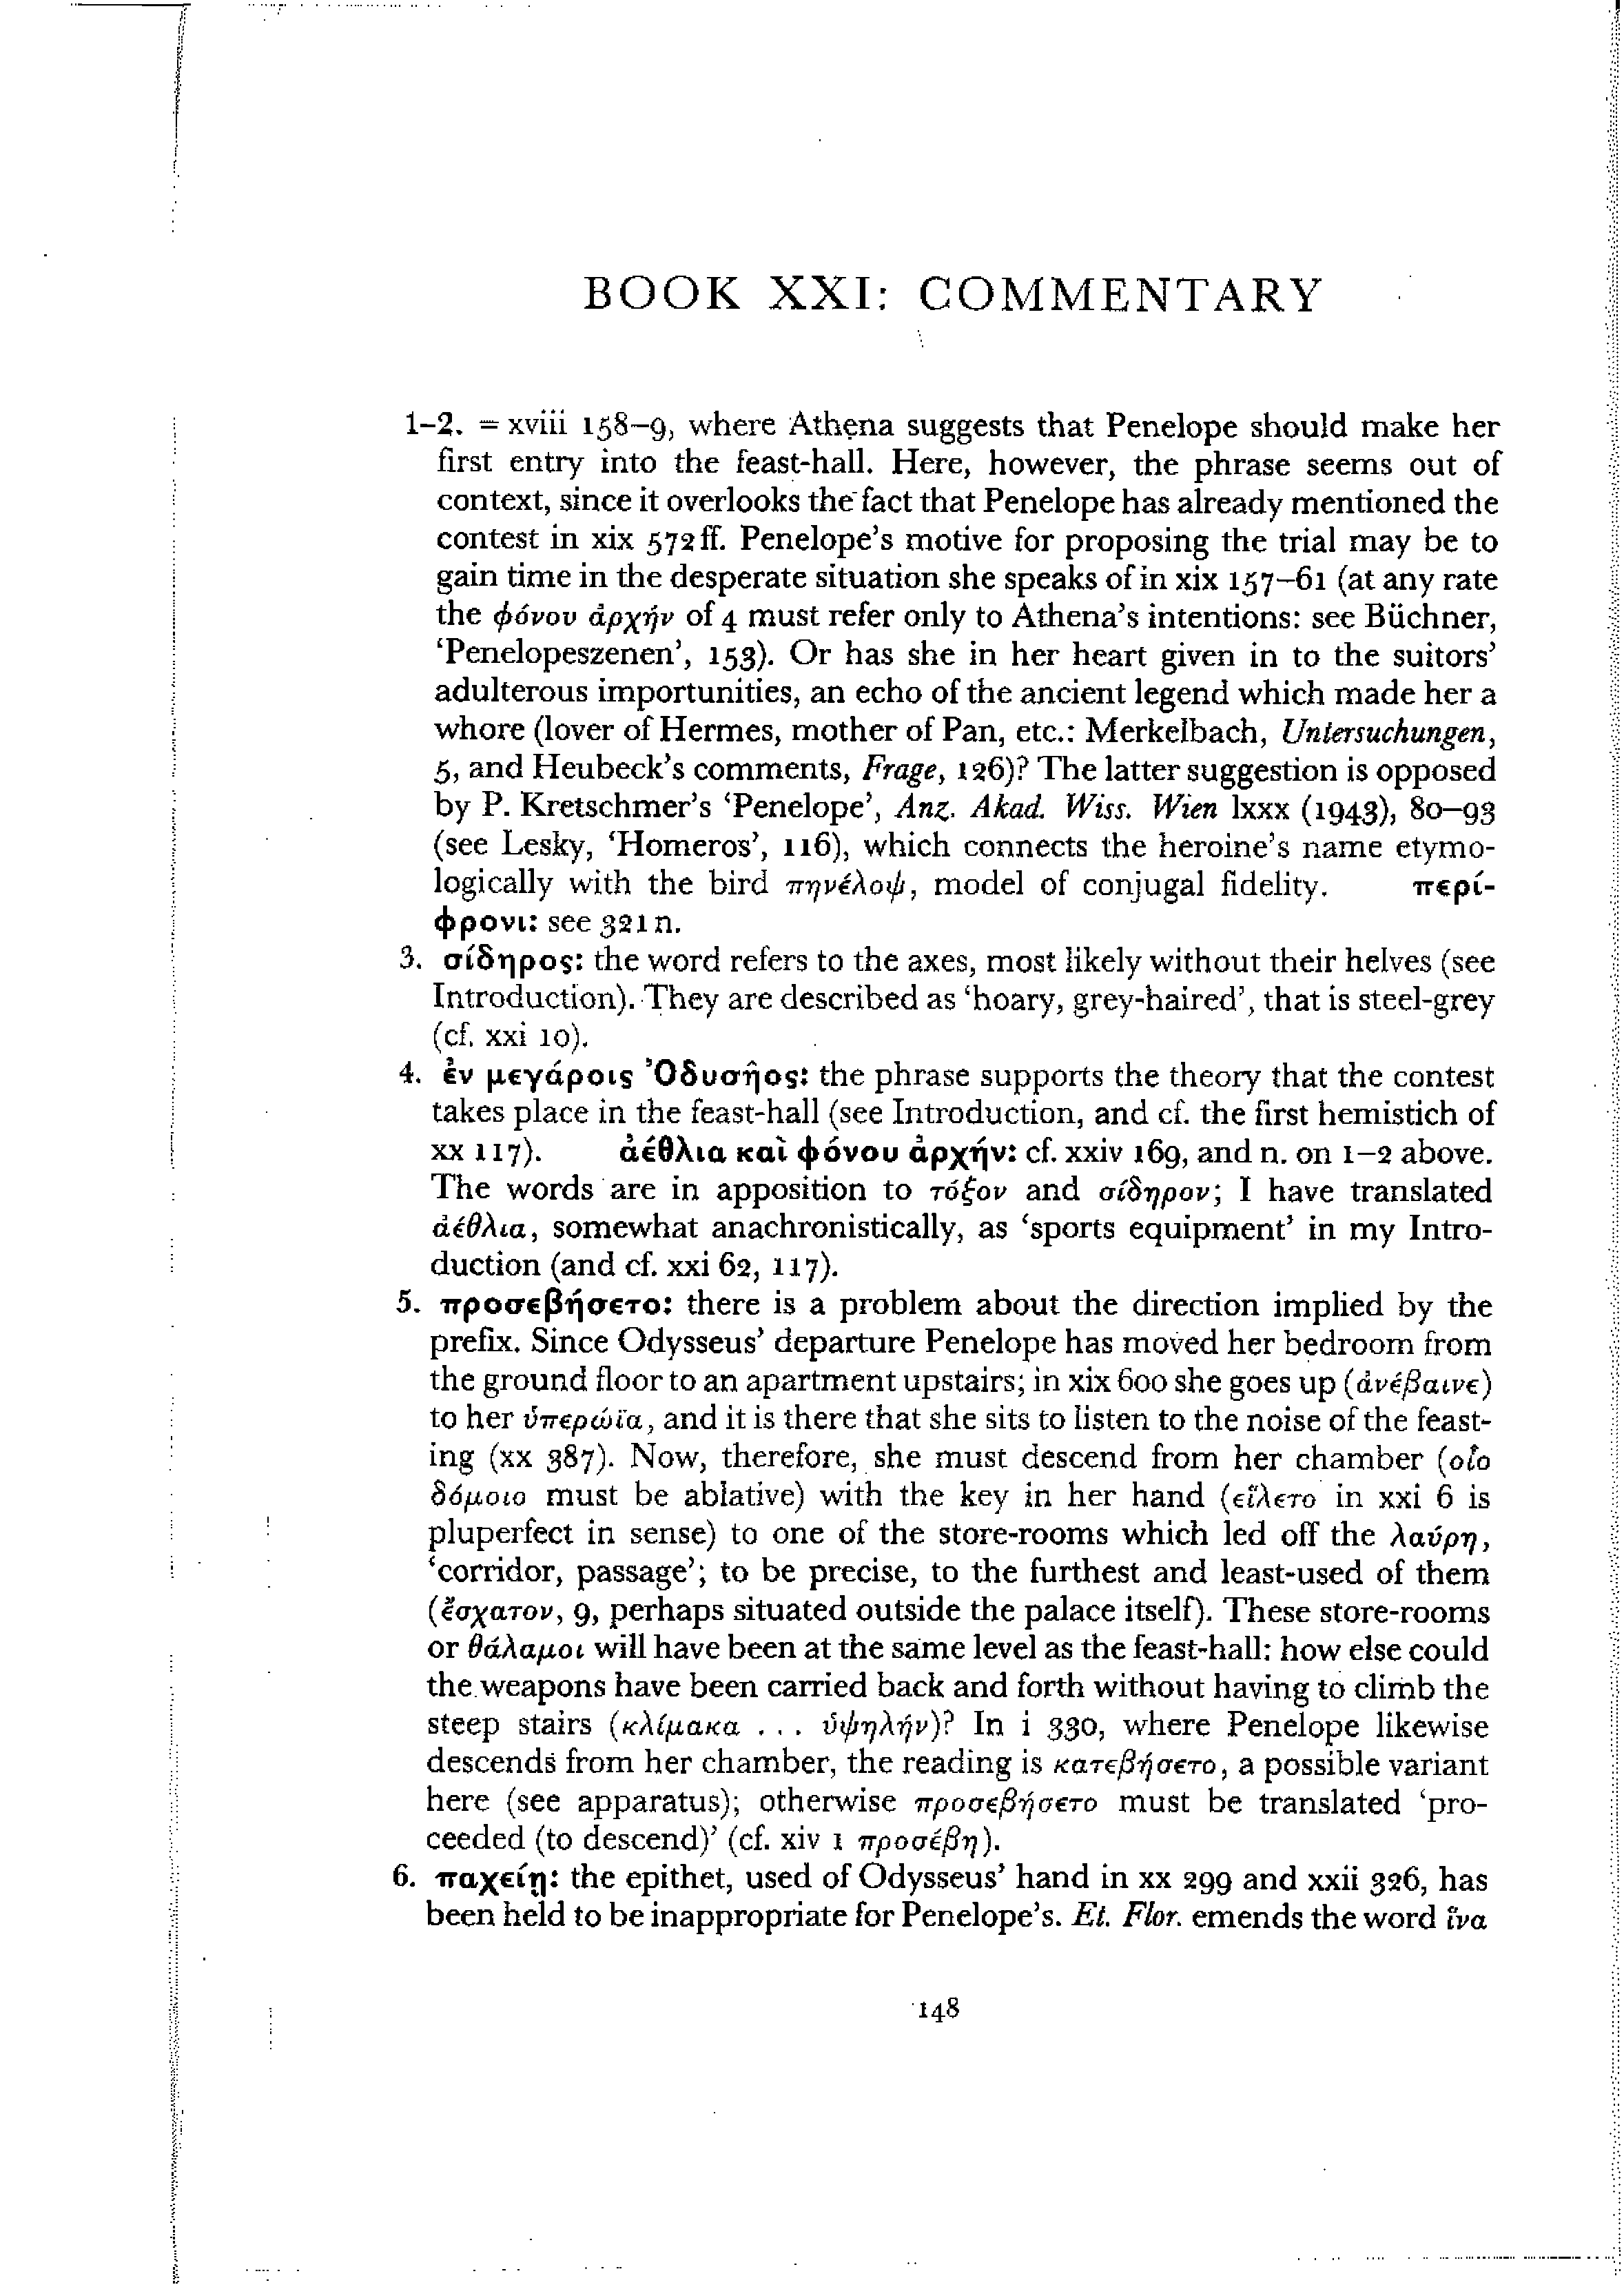 BOOK XXI: COMMENTARY
1–2. = xviii 158–9, where Athena suggests that Penelope should make her
first entry into the feast-hall. Here, however, the phrase seems out of
context, since it overlooks the fact that Penelope has already mentioned the
contest in xix 572 ff. Penelope's motive for proposing the trial may be to
gain time in the desperate situation she speaks of in xix 157–61 (at any rate
the φόνου ἀρχήν of 4 must refer only to Athena's intentions: see Büchner,
'Penelopeszenen', 153). Or has she in her heart given in to the suitors'
adulterous importunities, an echo of the ancient legend which made her a
whore (lover of Hermes, mother of Pan, etc.: Merkelbach, Untersuchungen,
5, and Heubeck's comments, Frage, 126)? The latter suggestion is opposed
by P. Kretschmer's 'Penelope', Anz. Akad. Wiss. Wien lxxx (1943), 80–93
(see Lesky, 'Homeros', 116), which connects the heroine's name etymo-
logically with the bird πηνέλοψ, model of conjugal fidelity. περί-
φρονι: see 321 n.
3. σίδηρος: the word refers to the axes, most likely without their helves (see
Introduction). They are described as 'hoary, grey-haired', that is steel-grey
(cf. xxi 10).
4. ἐν μεγάροις Ὀδυσῆος: the phrase supports the theory that the contest
takes place in the feast-hall (see Introduction, and cf. the first hemistich of
xx 117). ἀέθλια καὶ φόνου ἀρχήν: cf. xxiv 169, and n. on 1–2 above.
The words are in apposition to τόξον and σίδηρον; I have translated
ἀέθλια, somewhat anachronistically, as 'sports equipment' in my Intro-
duction (and cf. xxi 62, 117).
5. προσεβήσετο: there is a problem about the direction implied by the
prefix. Since Odysseus' departure Penelope has moved her bedroom from
the ground floor to an apartment upstairs; in xix 600 she goes up (ἀνέβαινε)
to her ὑπερώϊα, and it is there that she sits to listen to the noise of the feast-
ing (xx 387). Now, therefore, she must descend from her chamber (οἷο
δόμοιο must be ablative) with the key in her hand (εἵλετο in xxi 6 is
pluperfect in sense) to one of the store-rooms which led off the λαύρη,
'corridor, passage'; to be precise, to the furthest and least-used of them
(ἔσχατον, 9, perhaps situated outside the palace itself). These store-rooms
or θάλαμοι will have been at the same level as the feast-hall: how else could
the weapons have been carried back and forth without having to climb the
steep stairs (κλίμακα . . . ὑψηλήν)? In i 330, where Penelope likewise
descends from her chamber, the reading is κατεβήσετο, a possible variant
here (see apparatus); otherwise προσεβήσετο must be translated 'pro-
ceeded (to descend)' (cf. xiv 1 προσέβη).
6. παχείῃ: the epithet, used of Odysseus' hand in xx 299 and xxii 326, has
been held to be inappropriate for Penelope's. Et. Flor. emends the word ἵνα
148